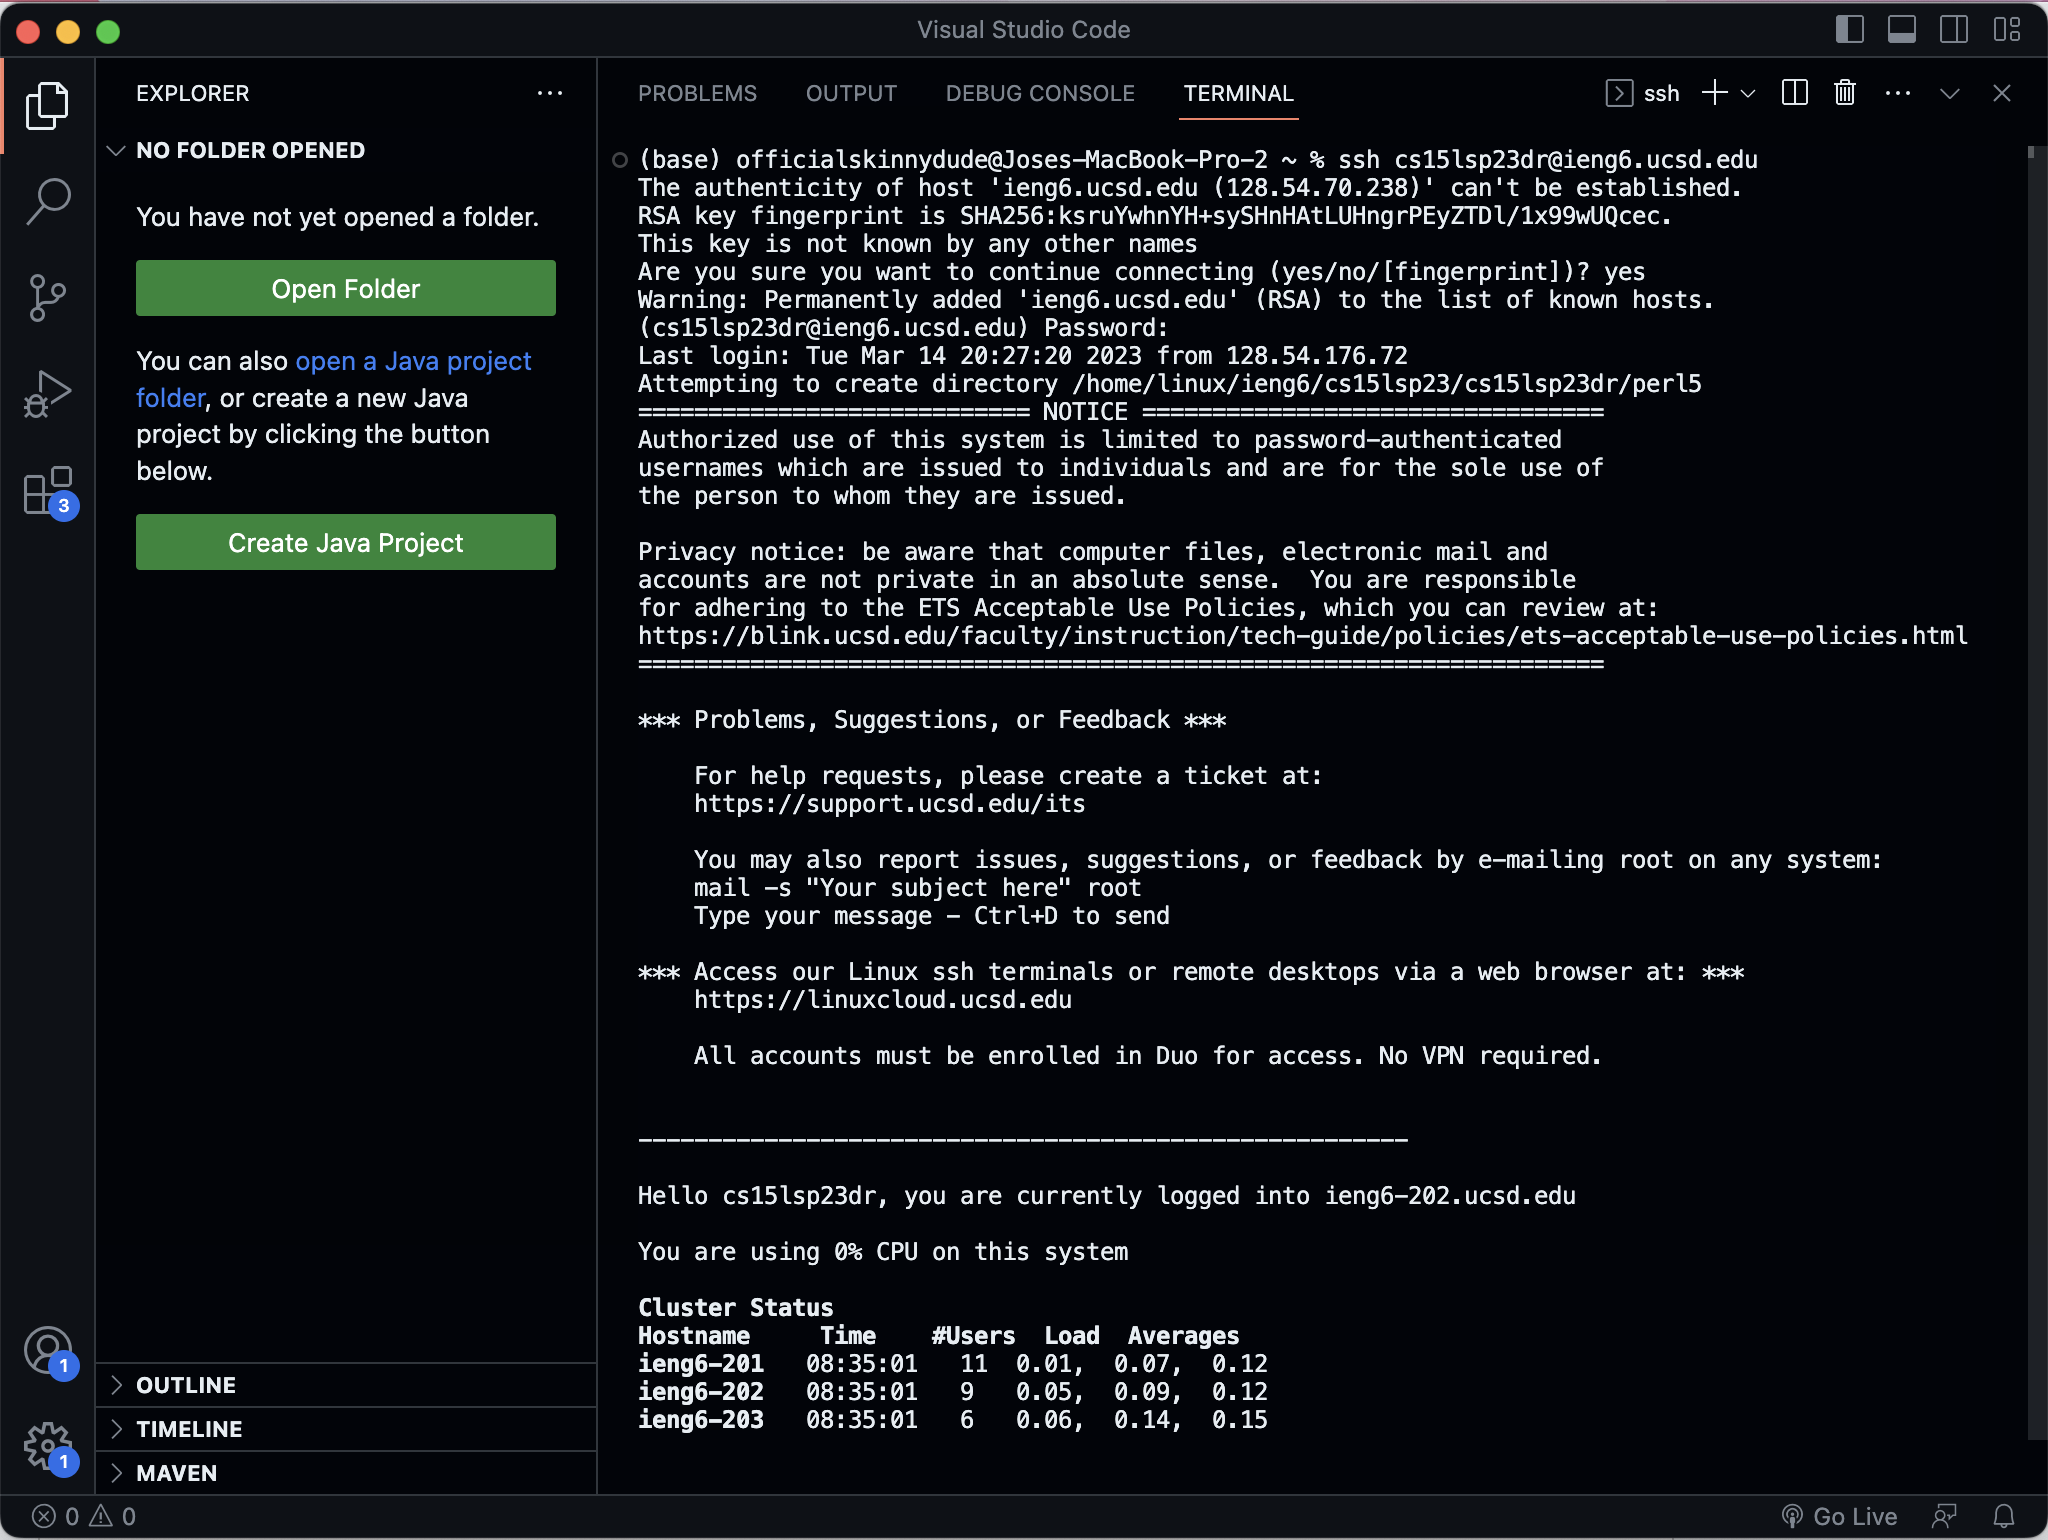 Visual Studio Code
EXPLORER
NO FOLDER OPENED
You have not yet opened a folder.
Open Folder
You can also open a Java project
folder, or create a new Java
project by clicking the button
below.
Create Java Project
3
1
1
OUTLINE
TIMELINE
MAVEN
PROBLEMS OUTPUT DEBUG CONSOLE TERMINAL
ssh
(base) officialskinnydude@Joses-MacBook-Pro-2 ~ % ssh cs15lsp23dr@ieng6.ucsd.edu
The authenticity of host 'ieng6.ucsd.edu (128.54.70.238)' can't be established.
RSA key fingerprint is SHA256:ksruYwhnYH+sySHnHAtLUHngrPEyZTDl/1x99wUQcec.
This key is not known by any other names
Are you sure you want to continue connecting (yes/no/[fingerprint])? yes
Warning: Permanently added 'ieng6.ucsd.edu' (RSA) to the list of known hosts.
(cs15lsp23dr@ieng6.ucsd.edu) Password:
Last login: Tue Mar 14 20:27:20 2023 from 128.54.176.72
Attempting to create directory /home/linux/ieng6/cs15lsp23/cs15lsp23dr/perl5
============================ NOTICE =================================
Authorized use of this system is limited to password-authenticated
usernames which are issued to individuals and are for the sole use of
the person to whom they are issued.
Privacy notice: be aware that computer files, electronic mail and
accounts are not private in an absolute sense.  You are responsible
for adhering to the ETS Acceptable Use Policies, which you can review at:
https://blink.ucsd.edu/faculty/instruction/tech-guide/policies/ets-acceptable-use-policies.html
=====================================================================
*** Problems, Suggestions, or Feedback ***
For help requests, please create a ticket at:
https://support.ucsd.edu/its
You may also report issues, suggestions, or feedback by e-mailing root on any system:
mail -s "Your subject here" root
Type your message - Ctrl+D to send
*** Access our Linux ssh terminals or remote desktops via a web browser at: ***
https://linuxcloud.ucsd.edu
All accounts must be enrolled in Duo for access. No VPN required.
-------------------------------------------------------
Hello cs15lsp23dr, you are currently logged into ieng6-202.ucsd.edu
You are using 0% CPU on this system
Cluster Status
Hostname     Time    #Users  Load  Averages
ieng6-201   08:35:01   11  0.01,  0.07,  0.12
ieng6-202   08:35:01   9   0.05,  0.09,  0.12
ieng6-203   08:35:01   6   0.06,  0.14,  0.15
0 0
Go Live